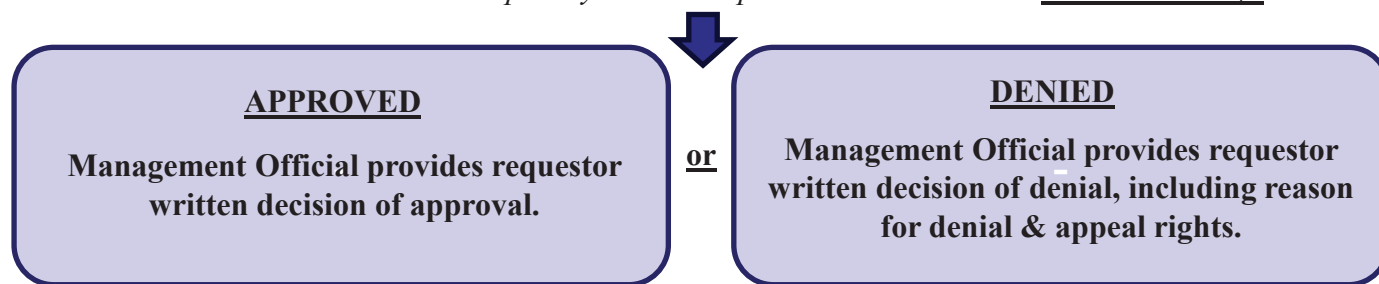 APPROVED
Management Official provides requestor
written decision of approval.
or
DENIED
Management Official provides requestor
written decision of denial, including reason
for denial & appeal rights.